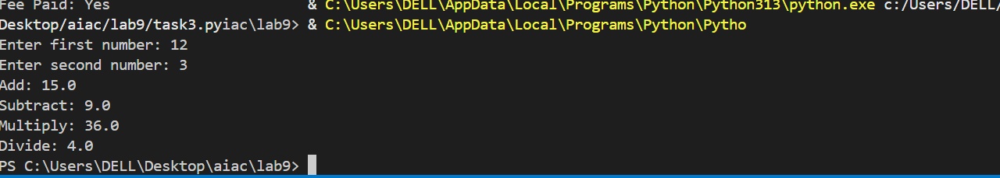 Fee Paid: Yes & C:\Users\DELL\AppData\Local\Programs\Python\Python313\python.exe c:/Users/DELL/
Desktop/aiac/lab9/task3.pyiac\lab9> & C:\Users\DELL\AppData\Local\Programs\Python\Pytho
Enter first number: 12
Enter second number: 3
Add: 15.0
Subtract: 9.0
Multiply: 36.0
Divide: 4.0
PS C:\Users\DELL\Desktop\aiac\lab9>